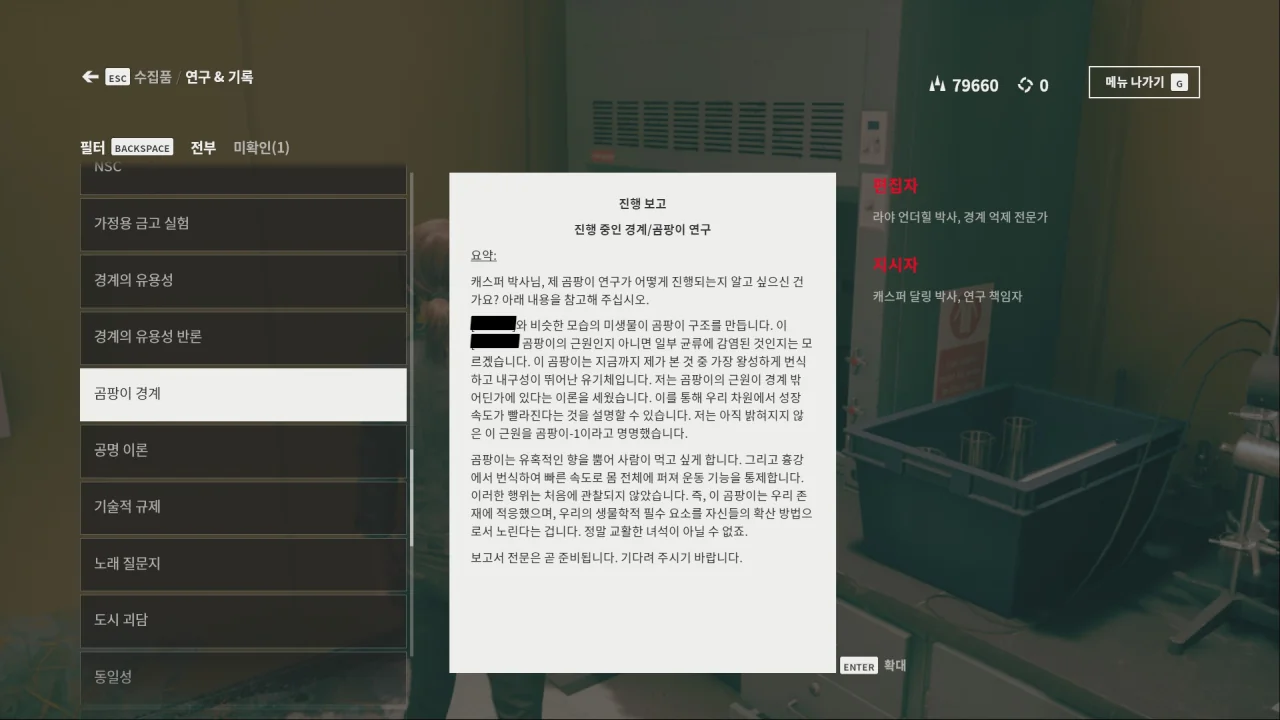 ESC 수집품 / 연구 & 기록
79660 0
메뉴 나가기 G
필터 BACKSPACE 전부 미확인(1)
NSC
가정용 금고 실험
경계의 유용성
경계의 유용성 반론
곰팡이 경계
공명 이론
기술적 규제
노래 질문지
도시 괴담
동일성
진행 보고
진행 중인 경계/곰팡이 연구
요약:
캐스퍼 박사님, 제 곰팡이 연구가 어떻게 진행되는지 알고 싶으신 건
가요? 아래 내용을 참고해 주십시오.
와 비슷한 모습의 미생물이 곰팡이 구조를 만듭니다. 이
곰팡이의 근원인지 아니면 일부 균류에 감염된 것인지는 모
르겠습니다. 이 곰팡이는 지금까지 제가 본 것 중 가장 왕성하게 번식
하고 내구성이 뛰어난 유기체입니다. 저는 곰팡이의 근원이 경계 밖
어딘가에 있다는 이론을 세웠습니다. 이를 통해 우리 차원에서 성장
속도가 빨라진다는 것을 설명할 수 있습니다. 저는 아직 밝혀지지 않
은 이 근원을 곰팡이-1이라고 명명했습니다.
곰팡이는 유혹적인 향을 뿜어 사람이 먹고 싶게 합니다. 그리고 흉강
에서 번식하여 빠른 속도로 몸 전체에 퍼져 운동 기능을 통제합니다.
이러한 행위는 처음에 관찰되지 않았습니다. 즉, 이 곰팡이는 우리 존
재에 적응했으며, 우리의 생물학적 필수 요소를 자신들의 확산 방법으
로서 노린다는 겁니다. 정말 교활한 녀석이 아닐 수 없죠.
보고서 전문은 곧 준비됩니다. 기다려 주시기 바랍니다.
편집자
라야 언더힐 박사, 경계 억제 전문가
지시자
캐스퍼 달링 박사, 연구 책임자
ENTER 확대